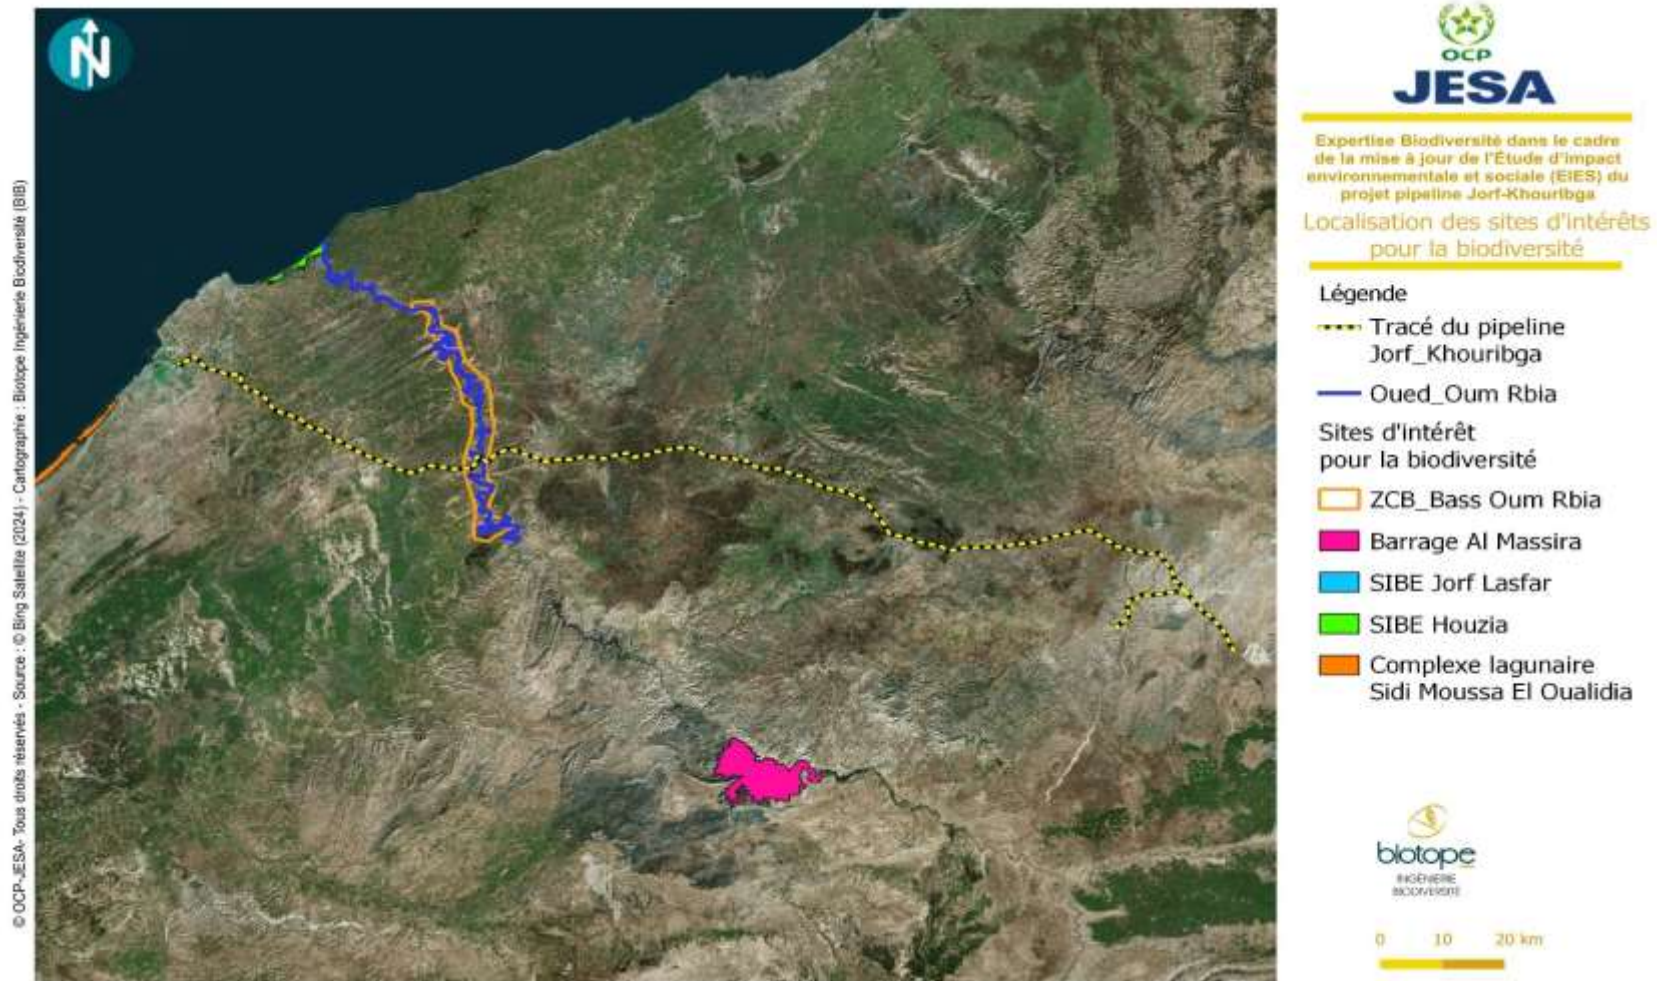 N
© OCP-JESA- Tous droits réservés - Source : © Bing Satellite (2024) - Cartographie : Biotope Ingénierie Biodiversité (BIB)
OCP
JESA
Expertise Biodiversité dans le cadre
de la mise à jour de l'Étude d'impact
environnementale et sociale (EIES) du
projet pipeline Jorf-Khouribga
Localisation des sites d'intérêts
pour la biodiversité
Légende
Tracé du pipeline
Jorf_Khouribga
Oued_Oum Rbia
Sites d'intérêt
pour la biodiversité
ZCB_Bass Oum Rbia
Barrage Al Massira
SIBE Jorf Lasfar
SIBE Houzia
Complexe lagunaire
Sidi Moussa El Oualidia
biotope
INGÉNIERIE
BIODIVERSITÉ
0 10 20 km